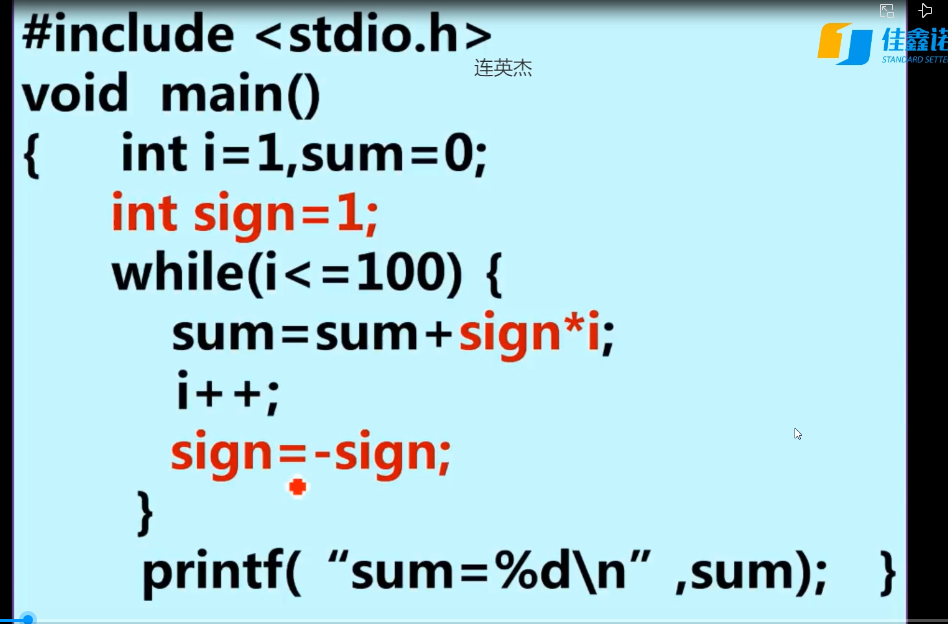 #include <stdio.h>
佳鑫诺
STANDARD SETTE
连英杰
void main()
{ int i=1,sum=0;
int sign=1;
while(i<=100) {
sum=sum+sign*i;
i++;
sign=-sign;
}
printf( “sum=%d\n” ,sum); }